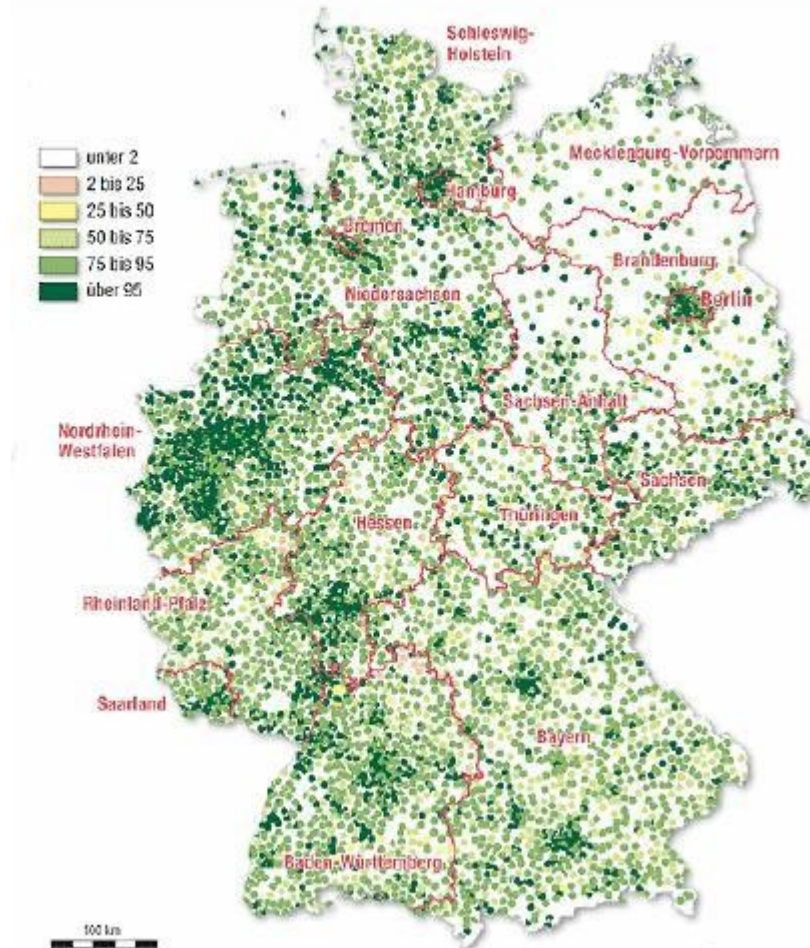 Schleswig-
Holstein
unter 2
2 bis 25
25 bis 50
50 bis 75
75 bis 95
über 95
Mecklenburg-Vorpommern
Hamburg
Bremen
Brandenburg
Berlin
Niedersachsen
Sachsen-Anhalt
Nordrhein-
Westfalen
Sachsen
Hessen
Thüringen
Rheinland-Pfalz
Saarland
Bayern
Baden-Württemberg
100 km